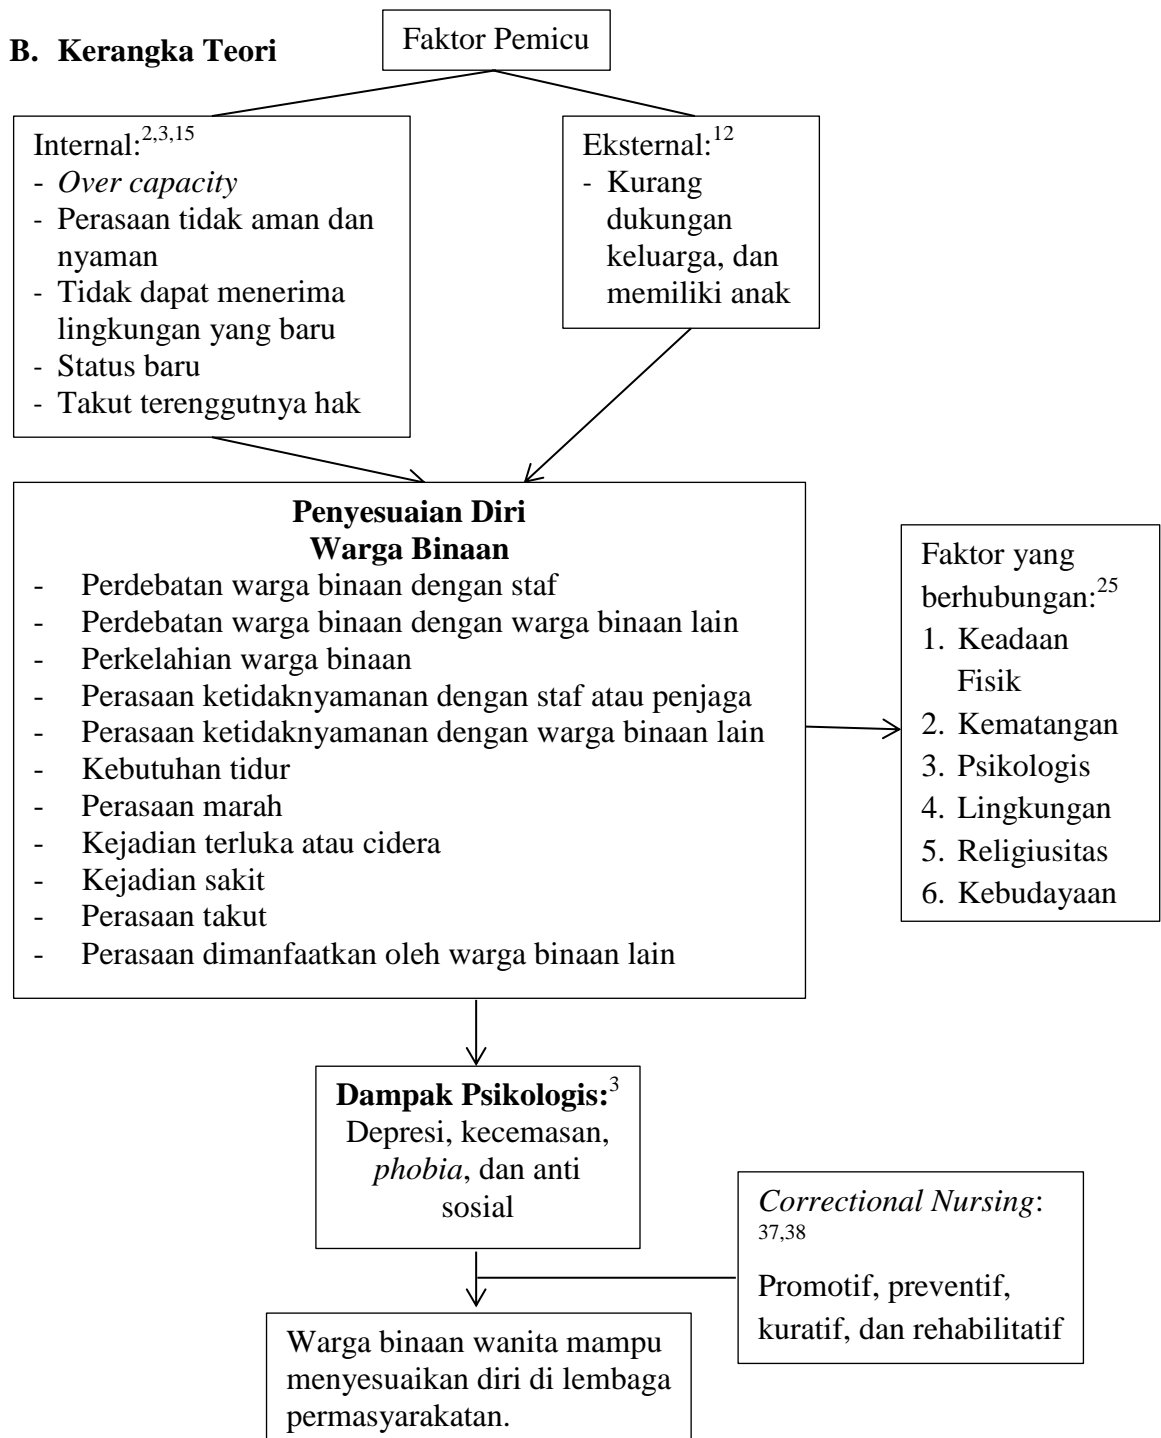 B. Kerangka Teori
Faktor Pemicu
Internal:2,3,15
- Over capacity
- Perasaan tidak aman dan
nyaman
- Tidak dapat menerima
lingkungan yang baru
- Status baru
- Takut terenggutnya hak
Eksternal:12
- Kurang
dukungan
keluarga, dan
memiliki anak
Penyesuaian Diri
Warga Binaan
- Perdebatan warga binaan dengan staf
- Perdebatan warga binaan dengan warga binaan lain
- Perkelahian warga binaan
- Perasaan ketidaknyamanan dengan staf atau penjaga
- Perasaan ketidaknyamanan dengan warga binaan lain
- Kebutuhan tidur
- Perasaan marah
- Kejadian terluka atau cidera
- Kejadian sakit
- Perasaan takut
- Perasaan dimanfaatkan oleh warga binaan lain
Faktor yang
berhubungan:25
1. Keadaan
Fisik
2. Kematangan
3. Psikologis
4. Lingkungan
5. Religiusitas
6. Kebudayaan
Dampak Psikologis:3
Depresi, kecemasan,
phobia, dan anti
sosial
Correctional Nursing:
37,38
Promotif, preventif,
kuratif, dan rehabilitatif
Warga binaan wanita mampu
menyesuaikan diri di lembaga
permasyarakatan.